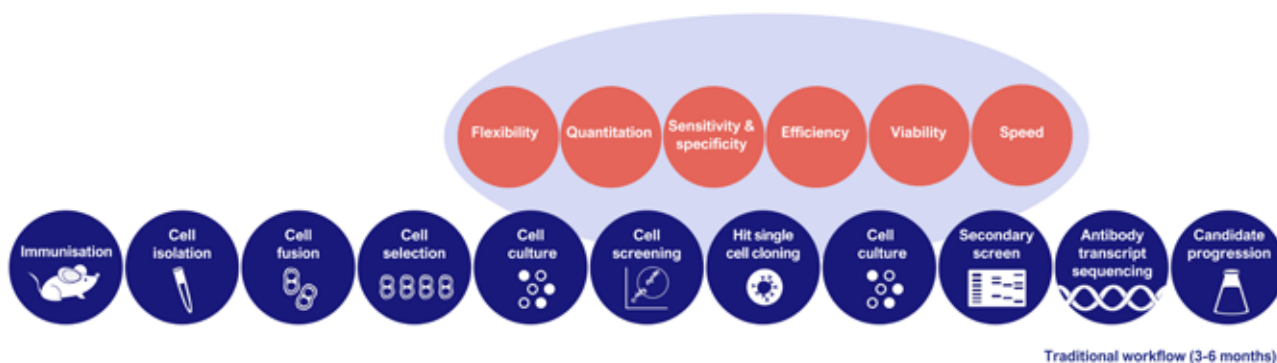 Flexibility
Quantitation
Sensitivity &
specificity
Efficiency
Viability
Speed
Immunisation
Cell
isolation
Cell
fusion
Cell
selection
Cell
culture
Cell
screening
Hit single
cell cloning
Cell
culture
Secondary
screen
Antibody
transcript
sequencing
Candidate
progression
Traditional workflow (3-6 months)